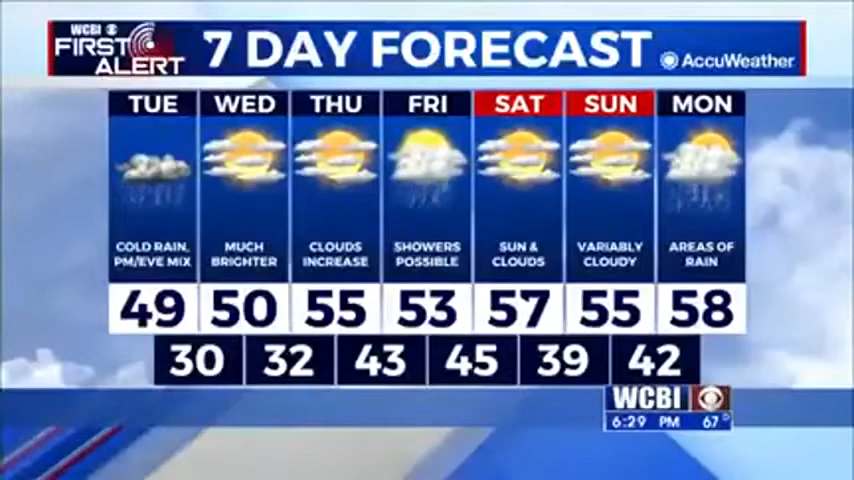 WCBI
FIRST
ALERT
7 DAY FORECAST
AccuWeather
TUE WED THU FRI SAT SUN MON
COLD RAIN, PM/EVE MIX
MUCH BRIGHTER
CLOUDS INCREASE
SHOWERS POSSIBLE
SUN & CLOUDS
VARIABLY CLOUDY
AREAS OF RAIN
49 50 55 53 57 55 58
30 32 43 45 39 42
WCBI
6:29 PM 67°